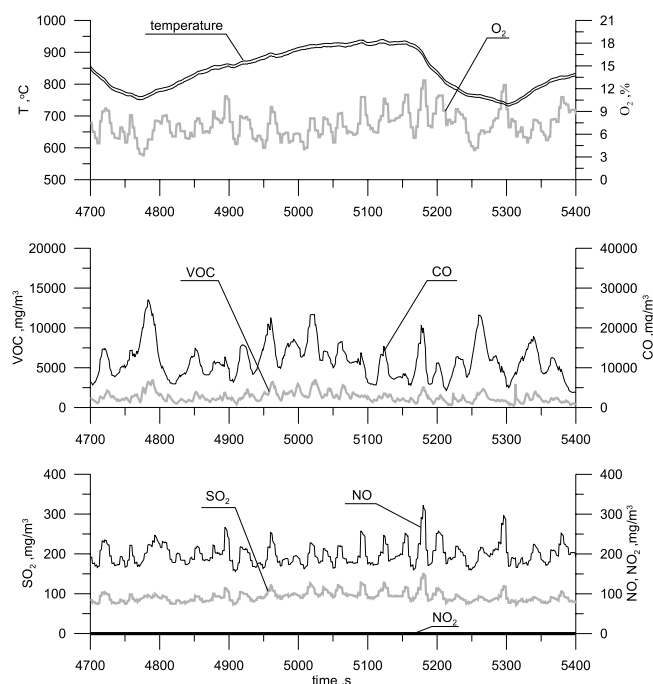 temperature
O₂
1000
900
800
700
600
500
T ,°C
21
18
15
12
9
6
3
0
O₂ ,%
4700 4800 4900 5000 5100 5200 5300 5400
VOC
CO
20000
15000
10000
5000
0
VOC ,mg/m³
40000
30000
20000
10000
0
CO ,mg/m³
4700 4800 4900 5000 5100 5200 5300 5400
SO₂
NO
NO₂
400
300
200
100
0
SO₂ ,mg/m³
400
300
200
100
0
NO, NO₂ ,mg/m³
4700 4800 4900 5000 5100 5200 5300 5400
time ,s